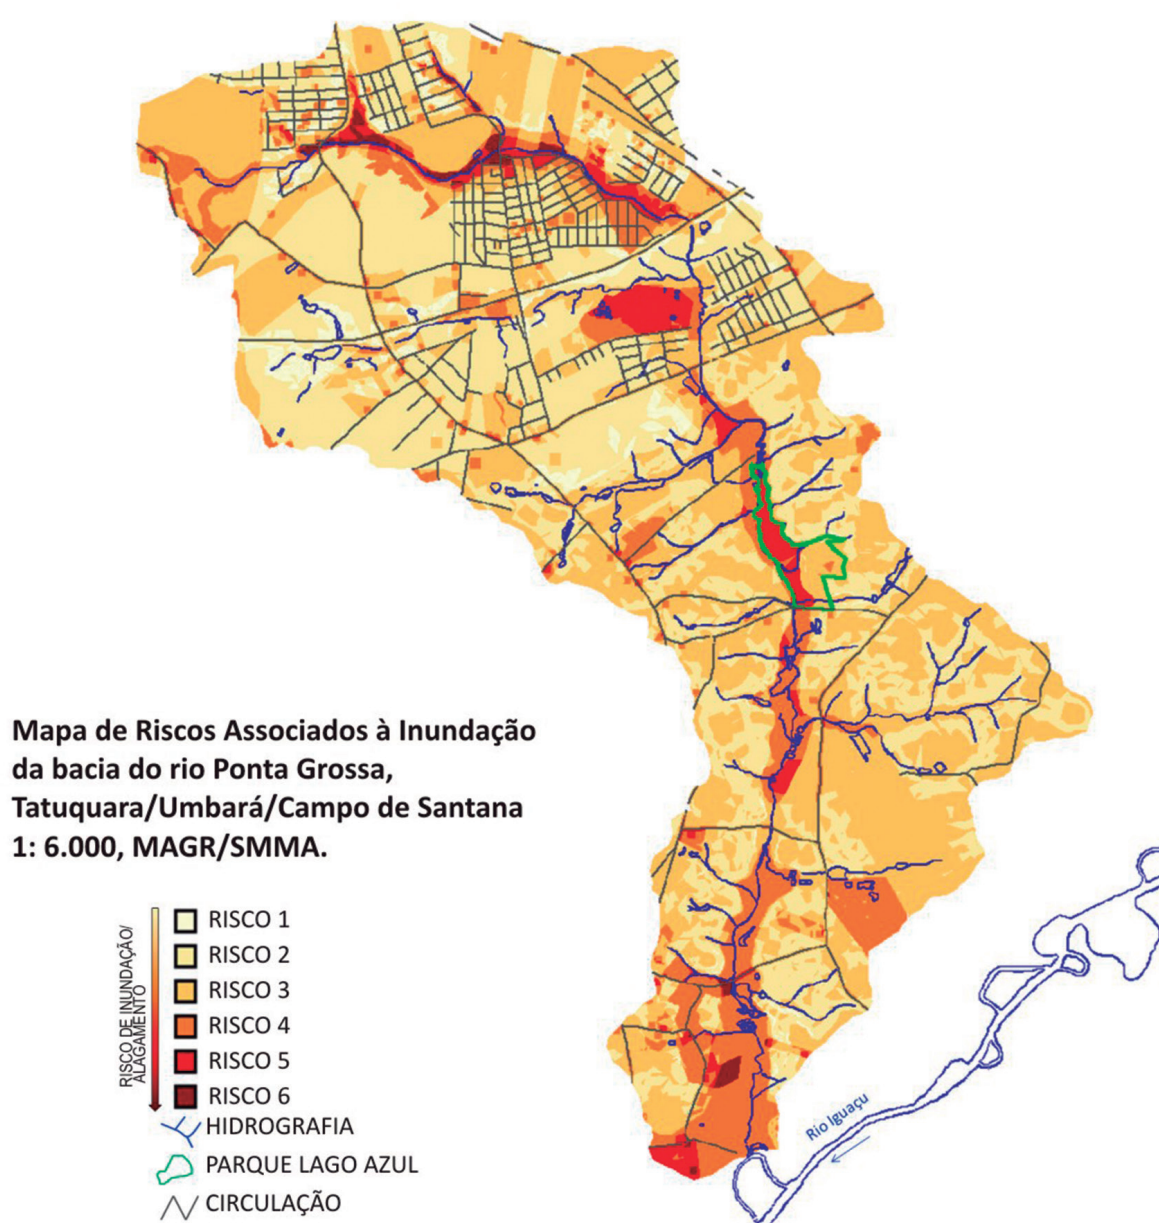 Mapa de Riscos Associados à Inundação
da bacia do rio Ponta Grossa,
Tatuquara/Umbará/Campo de Santana
1: 6.000, MAGR/SMMA.
RISCO DE INUNDAÇÃO/
ALAGAMENTO
RISCO 1
RISCO 2
RISCO 3
RISCO 4
RISCO 5
RISCO 6
HIDROGRAFIA
PARQUE LAGO AZUL
CIRCULAÇÃO
Rio Iguaçu